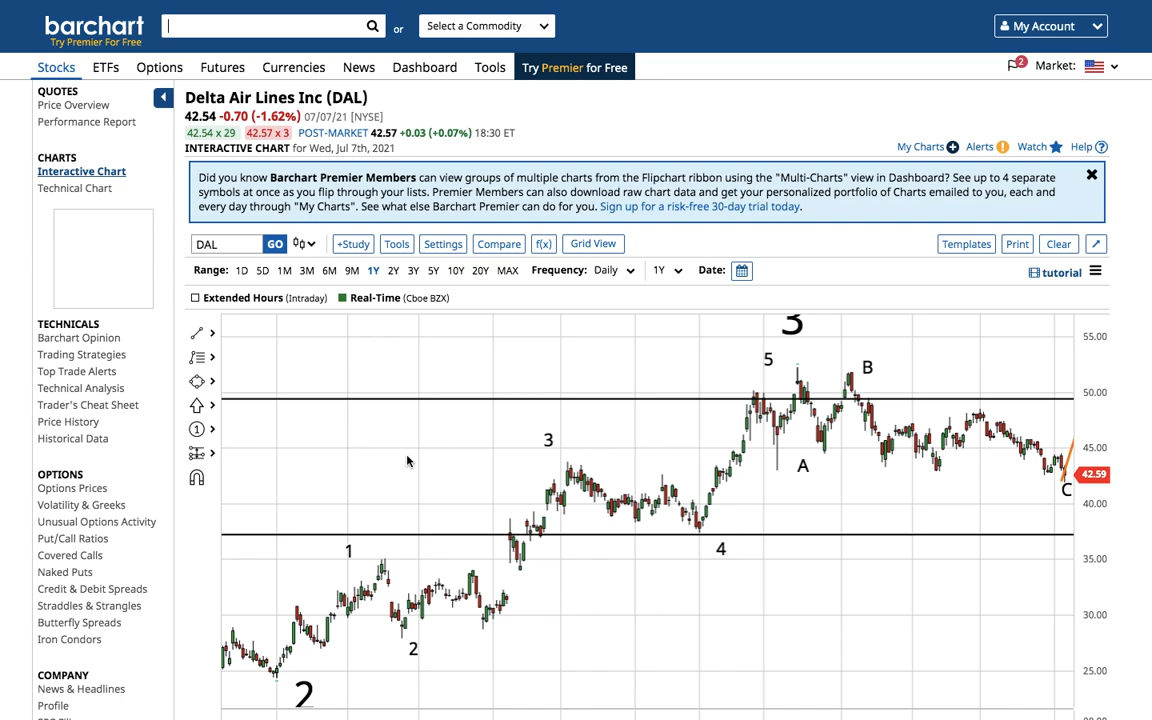 barchart
Try Premier For Free
or
Select a Commodity
My Account
Stocks ETFs Options Futures Currencies News Dashboard Tools Try Premier for Free
2 Market:
QUOTES
Price Overview
Performance Report
CHARTS
Interactive Chart
Technical Chart
TECHNICALS
Barchart Opinion
Trading Strategies
Top Trade Alerts
Technical Analysis
Trader's Cheat Sheet
Price History
Historical Data
OPTIONS
Options Prices
Volatility & Greeks
Unusual Options Activity
Put/Call Ratios
Covered Calls
Naked Puts
Credit & Debit Spreads
Straddles & Strangles
Butterfly Spreads
Iron Condors
COMPANY
News & Headlines
Profile
Delta Air Lines Inc (DAL)
42.54 -0.70 (-1.62%) 07/07/21 [NYSE]
42.54 x 29 42.57 x 3 POST-MARKET 42.57 +0.03 (+0.07%) 18:30 ET
INTERACTIVE CHART for Wed, Jul 7th, 2021
My Charts Alerts Watch Help
Did you know Barchart Premier Members can view groups of multiple charts from the Flipchart ribbon using the "Multi-Charts" view in Dashboard? See up to 4 separate
symbols at once as you flip through your lists. Premier Members can also download raw chart data and get your personalized portfolio of Charts emailed to you, each and
every day through "My Charts". See what else Barchart Premier can do for you. Sign up for a risk-free 30-day trial today.
DAL GO +Study Tools Settings Compare f(x) Grid View Templates Print Clear
Range: 1D 5D 1M 3M 6M 9M 1Y 2Y 3Y 5Y 10Y 20Y MAX Frequency: Daily 1Y Date:
tutorial
Extended Hours (Intraday) Real-Time (Cboe BZX)
3
55.00
5
B
50.00
3
45.00
A
42.59
C
40.00
1
4
35.00
30.00
2
25.00
2
1